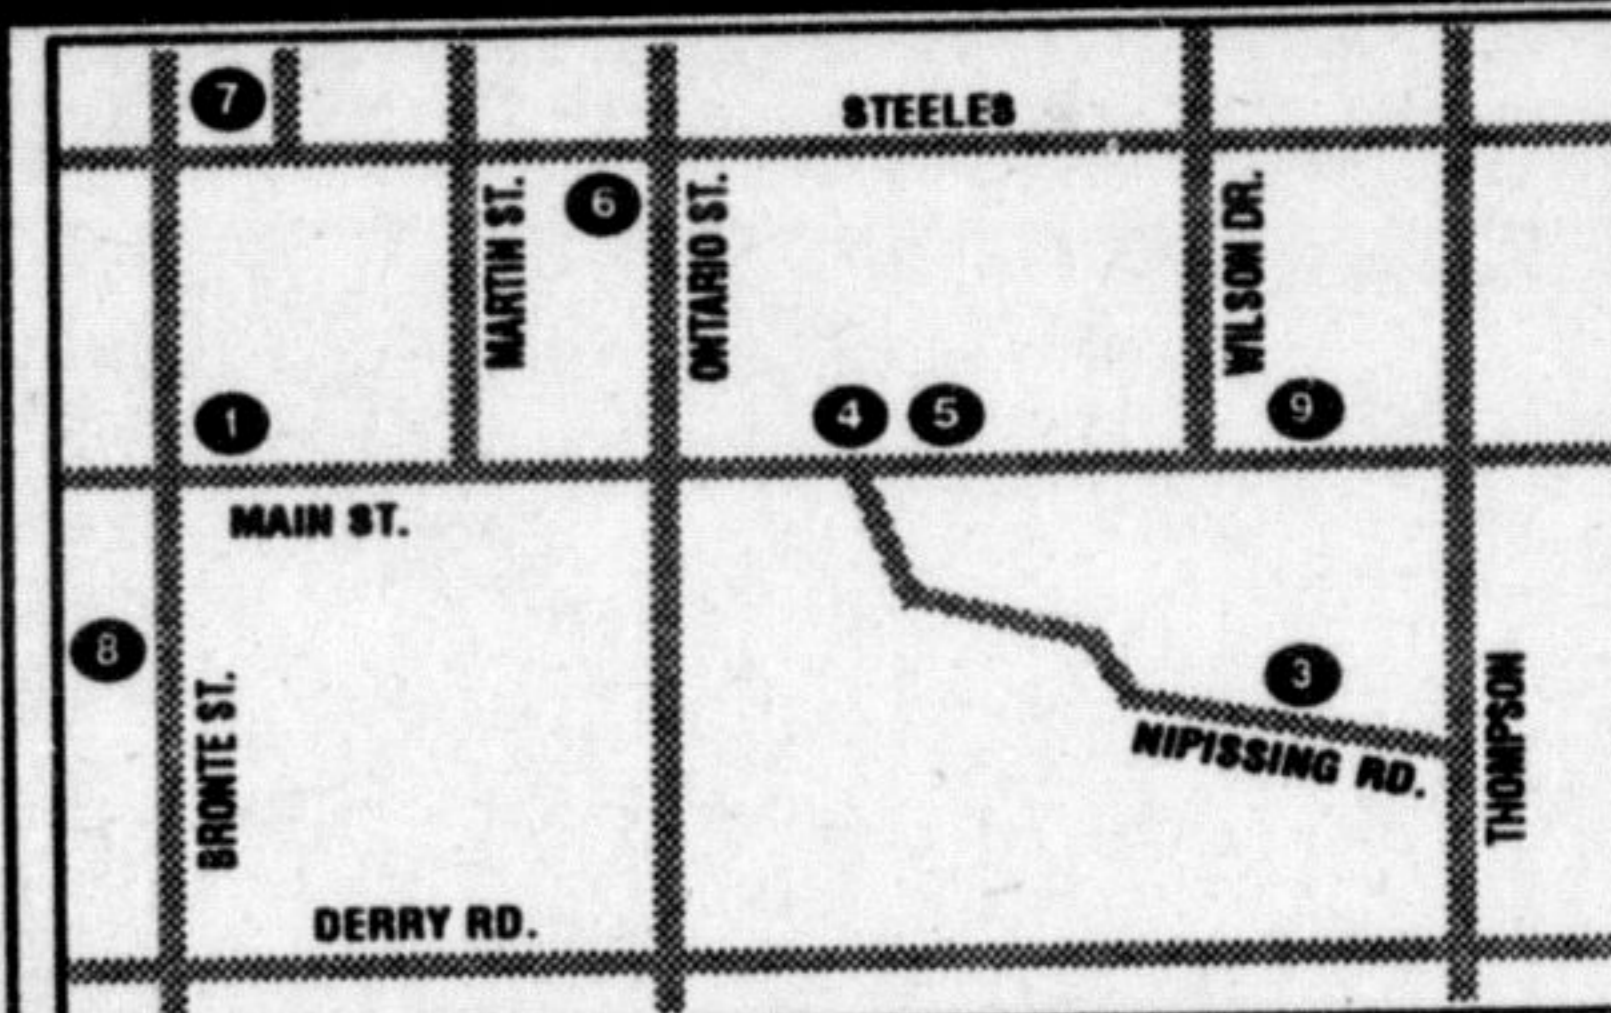 7
STEELES
MARTIN ST.
6
ONTARIO ST.
WILSON DR.
1
4
5
9
MAIN ST.
8
BRONTE ST.
3
NIPISSING RD.
THOMPSON
DERRY RD.